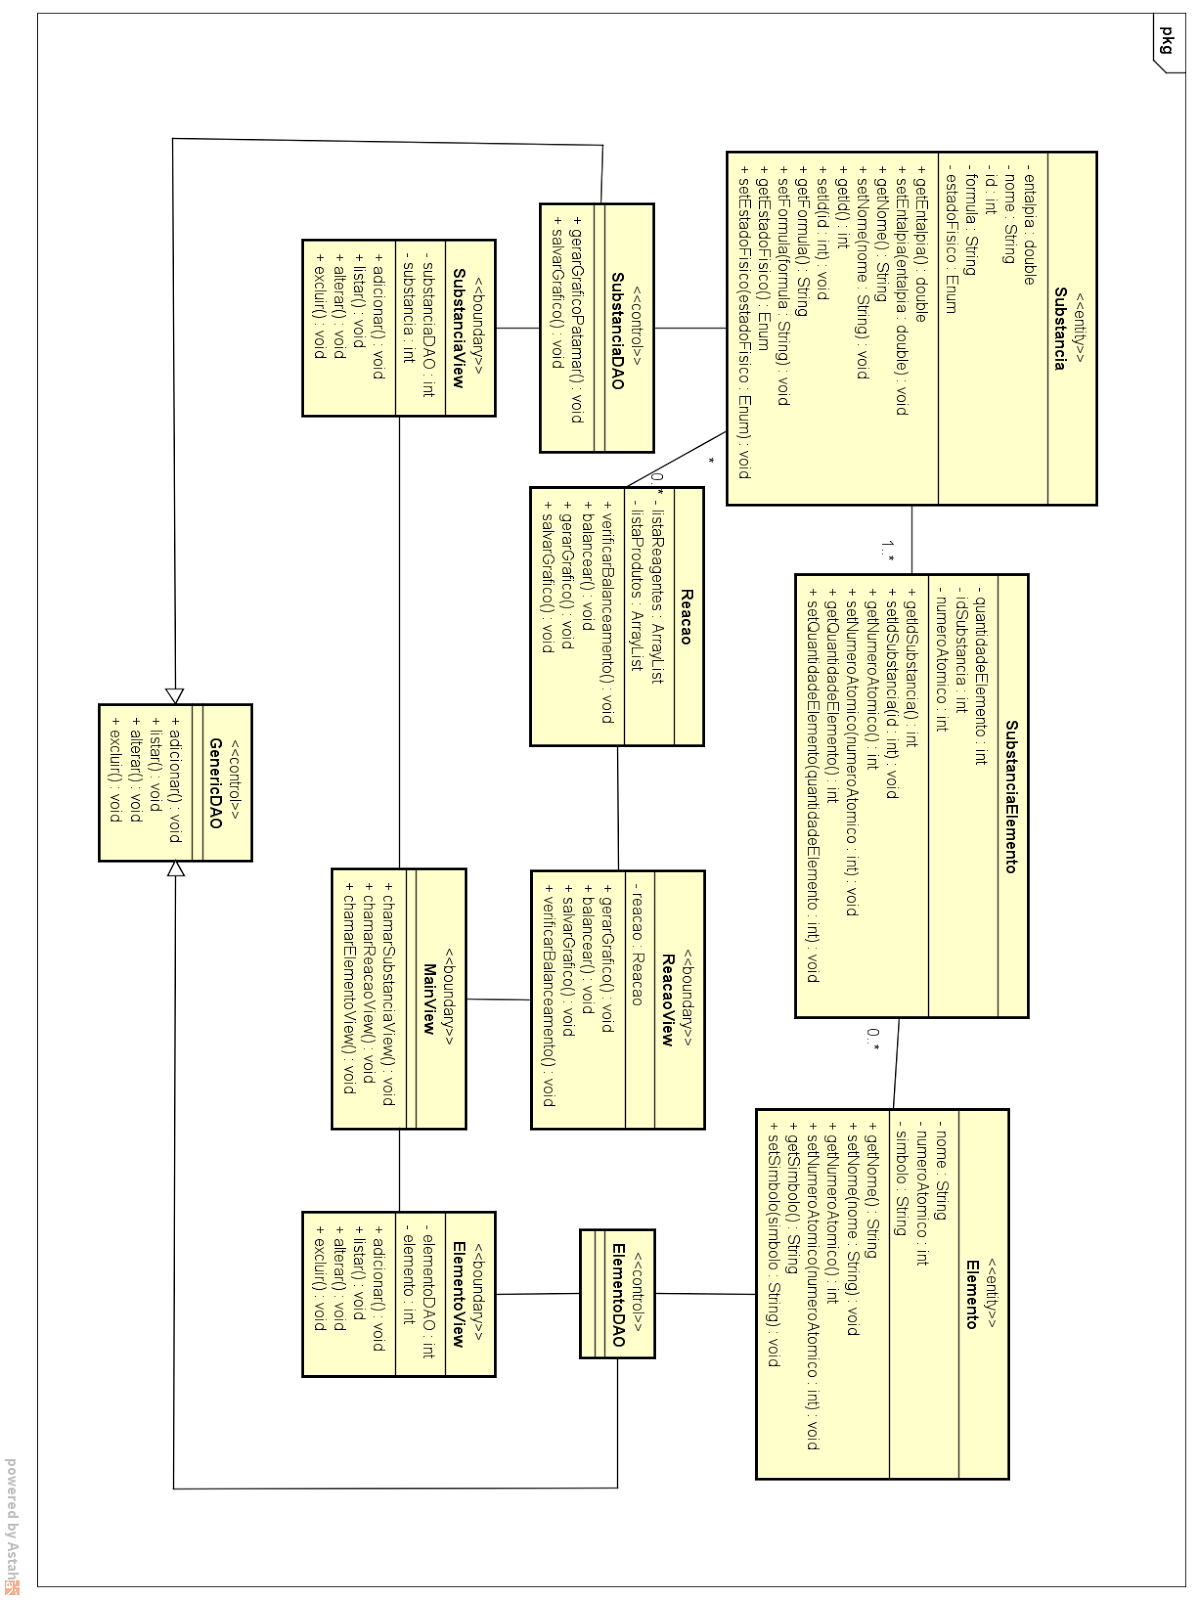 pkg
<<entity>>
Substancia
- entalpia : double
- nome : String
- id : int
- formula : String
- estadoFisico : Enum
+ getEntalpia() : double
+ setEntalpia(entalpia : double) : void
+ getNome() : String
+ setNome(nome : String) : void
+ getId() : int
+ setId(id : int) : void
+ getFormula() : String
+ setFormula(formula : String) : void
+ getEstadoFisico() : Enum
+ setEstadoFisico(estadoFisico : Enum) : void
1..*
SubstanciaElemento
- quantidadeElemento : int
- idSubstancia : int
- numeroAtomico : int
+ getIdSubstancia() : int
+ setIdSubstancia(id : int) : void
+ getNumeroAtomico() : int
+ setNumeroAtomico(numeroAtomico : int) : void
+ getQuantidadeElemento() : int
+ setQuantidadeElemento(quantidadeElemento : int) : void
0..*
<<entity>>
Elemento
- nome : String
- numeroAtomico : int
- simbolo : String
+ getNome() : String
+ setNome(nome : String) : void
+ getNumeroAtomico() : int
+ setNumeroAtomico(numeroAtomico : int) : void
+ getSimbolo() : String
+ setSimbolo(simbolo : String) : void
*
0..*
<<control>>
SubstanciaDAO
+ gerarGraficoPatamar() : void
+ salvarGrafico() : void
Reacao
- listaReagentes : ArrayList
- listaProdutos : ArrayList
+ verificarBalanceamento() : void
+ balancear() : void
+ gerarGrafico() : void
+ salvarGrafico() : void
<<boundary>>
ReacaoView
- reacao : Reacao
+ gerarGrafico() : void
+ balancear() : void
+ salvarGrafico() : void
+ verificarBalanceamento() : void
<<control>>
ElementoDAO
<<boundary>>
SubstanciaView
- substanciaDAO : int
- substancia : int
+ adicionar() : void
+ listar() : void
+ alterar() : void
+ excluir() : void
<<boundary>>
MainView
+ chamarSubstanciaView() : void
+ chamarReacaoView() : void
+ chamarElementoView() : void
<<boundary>>
ElementoView
- elementoDAO : int
- elemento : int
+ adicionar() : void
+ listar() : void
+ alterar() : void
+ excluir() : void
<<control>>
GenericDAO
+ adicionar() : void
+ listar() : void
+ alterar() : void
+ excluir() : void
powered by Astah